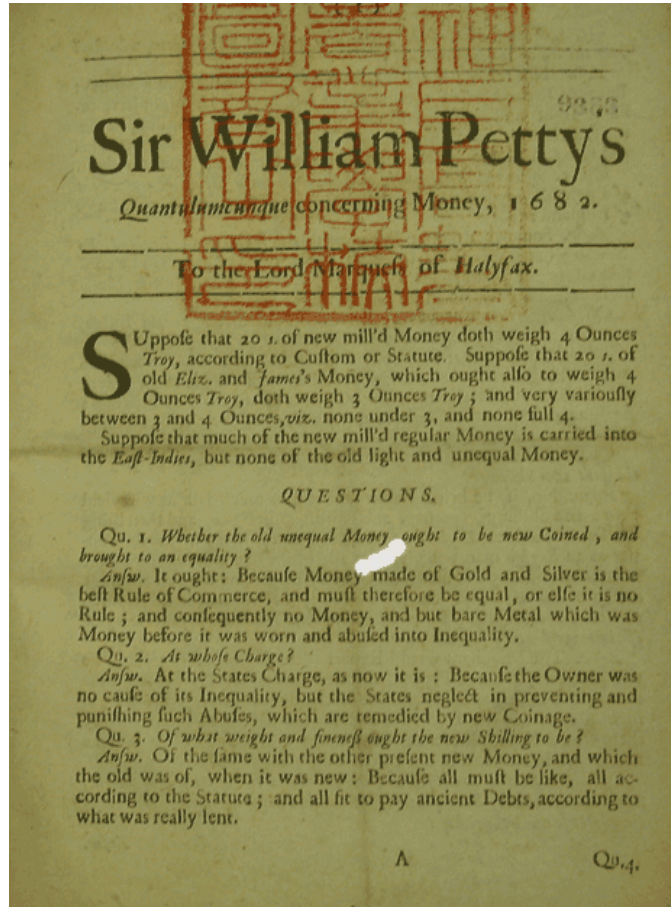 9353
Sir William Petty's
Quantulumcunque concerning Money, 1682.
To the Lord Marquess of Halyfax.
SUppoſe that 20 s. of new mill'd Money doth weigh 4 Ounces
Troy, according to Cuſtom or Statute. Suppoſe that 20 s. of
old Eliz. and James's Money, which ought alſo to weigh 4
Ounces Troy, doth weigh 3 Ounces Troy; and very variouſly
between 3 and 4 Ounces, viz. none under 3, and none full 4.
Suppoſe that much of the new mill'd regular Money is carried into
the Eaſt-Indies, but none of the old light and unequal Money.
QUESTIONS.
Qu. 1. Whether the old unequal Money ought to be new Coined, and
brought to an equality?
Anſw. It ought: Becauſe Money made of Gold and Silver is the
beſt Rule of Commerce, and muſt therefore be equal, or elſe it is no
Rule; and conſequently no Money, and but bare Metal which was
Money before it was worn and abuſed into Inequality.
Qu. 2. At whoſe Charge?
Anſw. At the States Charge, as now it is: Becauſe the Owner was
no cauſe of its Inequality, but the States neglect in preventing and
puniſhing ſuch Abuſes, which are remedied by new Coinage.
Qu. 3. Of what weight and fineneß ought the new Shilling to be?
Anſw. Of the ſame with the other preſent new Money, and which
the old was of, when it was new: Becauſe all muſt be like, all ac-
cording to the Statute; and all fit to pay ancient Debts, according to
what was really lent.
A Qu.4.